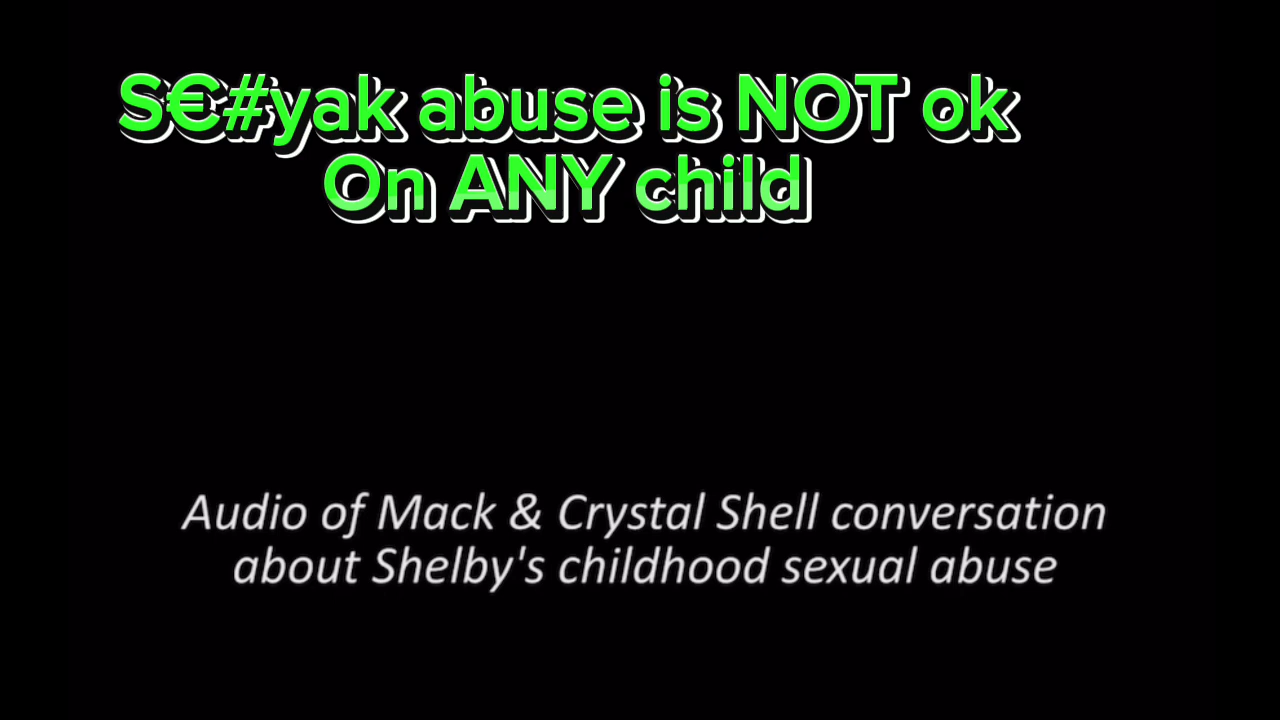 S€#yak abuse is NOT ok
On ANY child
Audio of Mack & Crystal Shell conversation
about Shelby's childhood sexual abuse